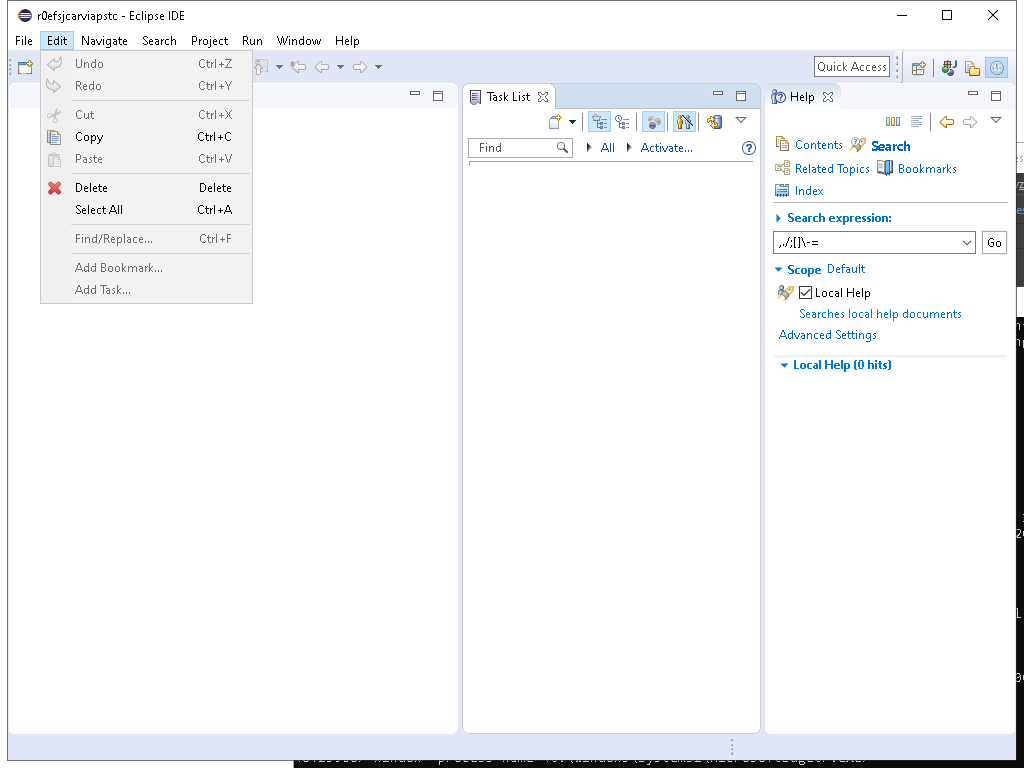 r0efsjcarviapstc - Eclipse IDE
File Edit Navigate Search Project Run Window Help
Quick Access
Undo Ctrl+Z
Redo Ctrl+Y
Cut Ctrl+X
Copy Ctrl+C
Paste Ctrl+V
Delete Delete
Select All Ctrl+A
Find/Replace... Ctrl+F
Add Bookmark...
Add Task...
Task List
Find
All
Activate...
Help
Contents Search
Related Topics Bookmarks
Index
Search expression:
,./;[]\-=
Go
Scope Default
Local Help
Searches local help documents
Advanced Settings
Local Help (0 hits)